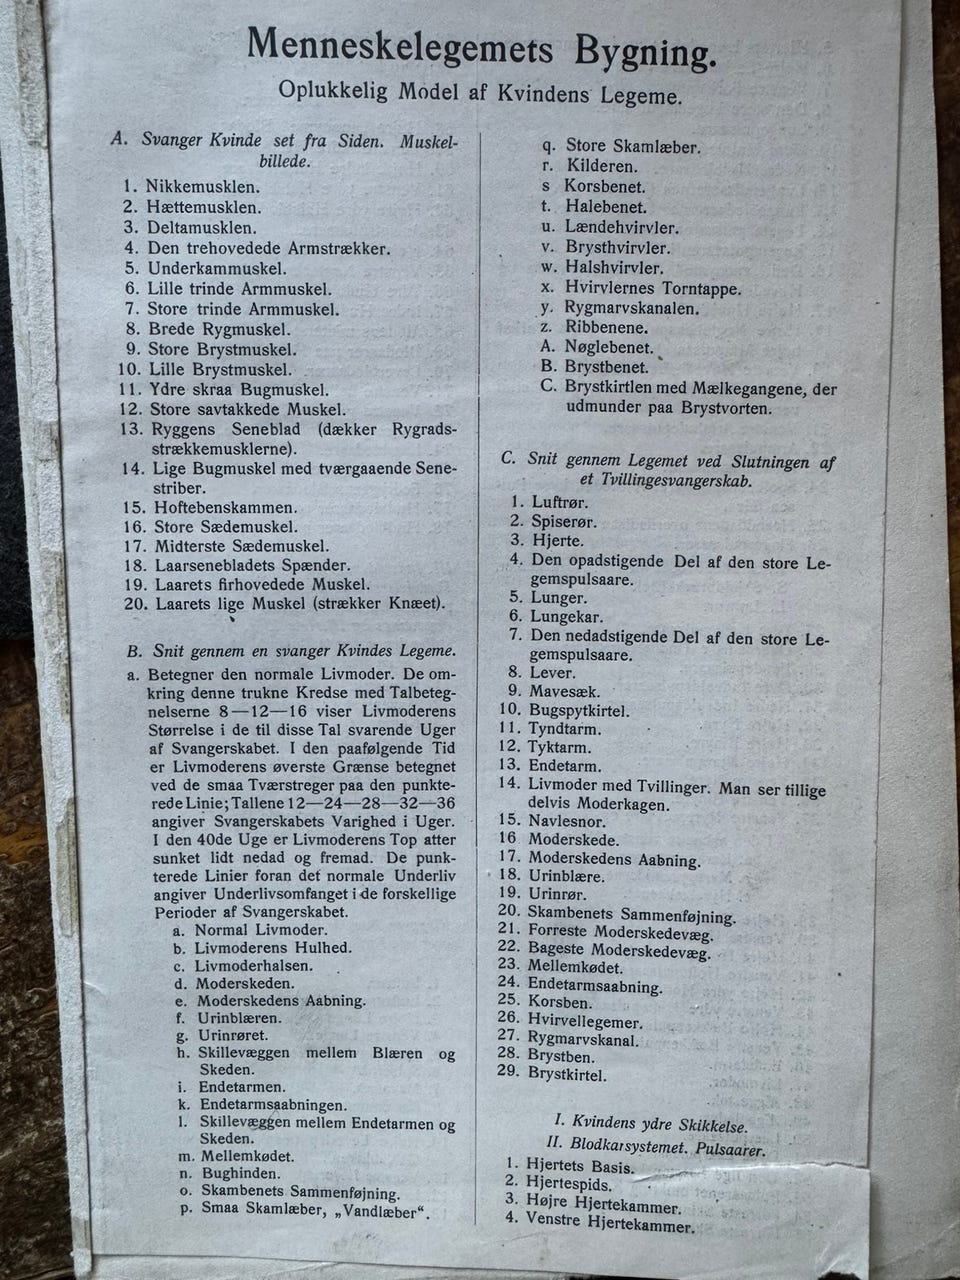 Menneskelegemets Bygning.
Oplukkelig Model af Kvindens Legeme.
A. Svanger Kvinde set fra Siden. Muskel-
billede.
1. Nikkemusklen.
2. Hættemusklen.
3. Deltamusklen.
4. Den trehovedede Armstrækker.
5. Underkammuskel.
6. Lille trinde Armmuskel.
7. Store trinde Armmuskel.
8. Brede Rygmuskel.
9. Store Brystmuskel.
10. Lille Brystmuskel.
11. Ydre skraa Bugmuskel.
12. Store savtakkede Muskel.
13. Ryggens Seneblad (dækker Rygrads-
strækkemusklerne).
14. Lige Bugmuskel med tværgaaende Sene-
striber.
15. Hoftebenskammen.
16. Store Sædemuskel.
17. Midterste Sædemuskel.
18. Laarsenebladets Spænder.
19. Laarets firhovedede Muskel.
20. Laarets lige Muskel (strækker Knæet).
B. Snit gennem en svanger Kvindes Legeme.
a. Betegner den normale Livmoder. De om-
kring denne trukne Kredse med Talbeteg-
nelserne 8—12—16 viser Livmoderens
Størrelse i de til disse Tal svarende Uger
af Svangerskabet. I den paafølgende Tid
er Livmoderens øverste Grænse betegnet
ved de smaa Tværstreger paa den punkte-
rede Linie; Tallene 12—24—28—32—36
angiver Svangerskabets Varighed i Uger.
I den 40de Uge er Livmoderens Top atter
sunket lidt nedad og fremad. De punk-
terede Linier foran det normale Underliv
angiver Underlivsomfanget i de forskellige
Perioder af Svangerskabet.
a. Normal Livmoder.
b. Livmoderens Hulhed.
c. Livmoderhalsen.
d. Moderskeden.
e. Moderskedens Aabning.
f. Urinblæren.
g. Urinrøret.
h. Skillevæggen mellem Blæren og
Skeden.
i. Endetarmen.
k. Endetarmsaabningen.
l. Skillevæggen mellem Endetarmen og
Skeden.
m. Mellemkødet.
n. Bughinden.
o. Skambenets Sammenføjning.
p. Smaa Skamlæber, „Vandlæber“.
q. Store Skamlæber.
r. Kilderen.
s Korsbenet.
t. Halebenet.
u. Lændehvirvler.
v. Brysthvirvler.
w. Halshvirvler.
x. Hvirvlernes Torntappe.
y. Rygmarvskanalen.
z. Ribbenene.
A. Nøglebenet.
B. Brystbenet.
C. Brystkirtlen med Mælkegangene, der
udmunder paa Brystvorten.
C. Snit gennem Legemet ved Slutningen af
et Tvillingesvangerskab.
1. Luftrør.
2. Spiserør.
3. Hjerte.
4. Den opadstigende Del af den store Le-
gemspulsaare.
5. Lunger.
6. Lungekar.
7. Den nedadstigende Del af den store Le-
gemspulsaare.
8. Lever.
9. Mavesæk.
10. Bugspytkirtel.
11. Tyndtarm.
12. Tyktarm.
13. Endetarm.
14. Livmoder med Tvillinger. Man ser tillige
delvis Moderkagen.
15. Navlesnor.
16 Moderskede.
17. Moderskedens Aabning.
18. Urinblære.
19. Urinrør.
20. Skambenets Sammenføjning.
21. Forreste Moderskedevæg.
22. Bageste Moderskedevæg.
23. Mellemkødet.
24. Endetarmsaabning.
25. Korsben.
26. Hvirvellegemer.
27. Rygmarvskanal.
28. Brystben.
29. Brystkirtel.
I. Kvindens ydre Skikkelse.
II. Blodkarsystemet. Pulsaarer.
1. Hjertets Basis.
2. Hjertespids.
3. Højre Hjertekammer.
4. Venstre Hjertekammer.